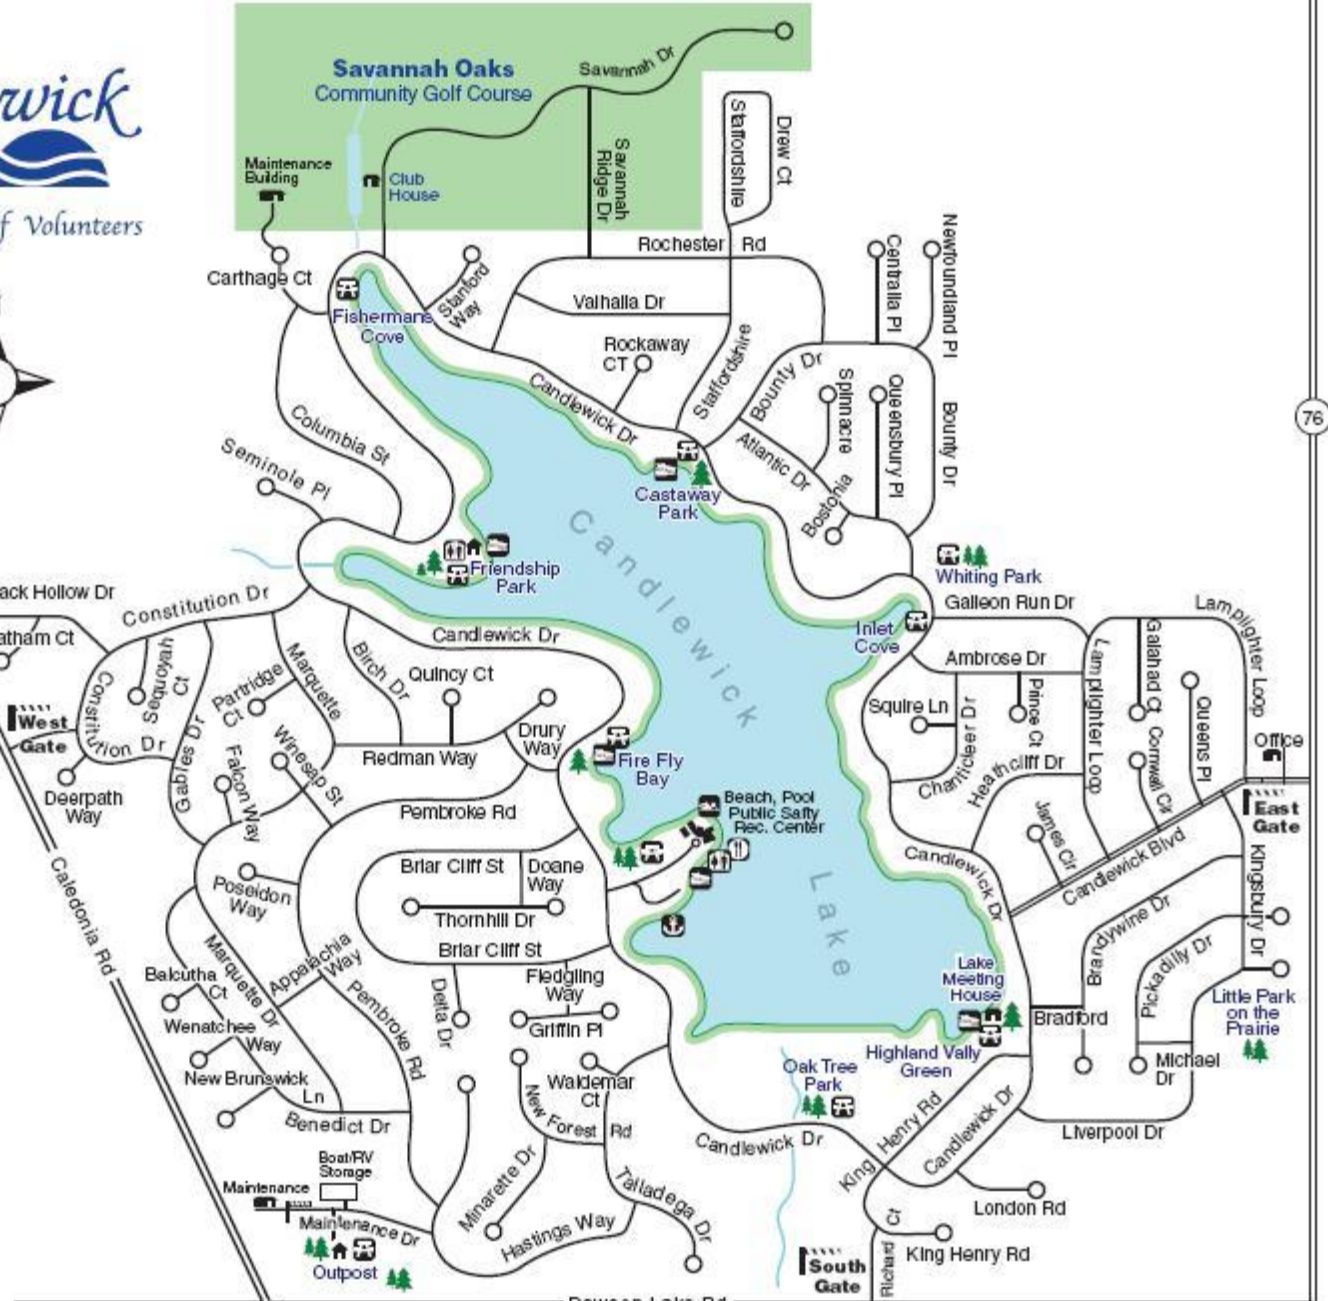 wick
f Volunteers
Savannah Oaks
Community Golf Course
Savannah Dr
Maintenance
Building
Club
House
Savannah
Ridge Dr
Staffordshire
Drew Ct
Rochester Rd
Carthage Ct
Stanford
Way
Fishermans
Cove
Valhalla Dr
Rockaway
CT
Staffordshire
Candlewick Dr
Centralia Pl
Newfoundland Pl
Bounty Dr
Spinnacre
Queensbury Pl
Bounty Dr
Atlantic Dr
Bostonia
76
Columbia St
Seminole Pl
Castaway
Park
Friendship
Park
Candlewick
Lake
Whiting Park
Galleon Run Dr
Inlet
Cove
ack Hollow Dr
atham Ct
Constitution Dr
Candlewick Dr
Sequoyah
Ct
Partridge
Ct
Marquette
Birch Dr
Quincy Ct
Constitution Dr
West
Gate
Deerpath
Way
Gables Dr
Falcon Way
Winesap St
Redman Way
Drury
Way
Pembroke Rd
Fire Fly
Bay
Beach, Pool
Public Safty
Rec. Center
Ambrose Dr
Squire Ln
Chanticleer Dr
Prince Ct
Heathcliff Dr
Lamplighter Loop
Galahad Ct
Cornwall Cir
Queens Pl
Lamplighter Loop
Office
East
Gate
James Cir
Candlewick Blvd
Candlewick Dr
Kingsbury Dr
Brandywine Dr
Pickadilly Dr
Caledonia Rd
Poseidon
Way
Briar Cliff St
Doane
Way
Thornhill Dr
Briar Cliff St
Marquette Dr
Appalachia
Way
Pembroke Rd
Balcutha
Ct
Wenatchee
Way
New Brunswick
Ln
Benedict Dr
Delta Dr
Fledgling
Way
Griffin Pl
Waldemar
Ct
New Forest Rd
Lake
Meeting
House
Bradford
Highland Vally
Green
Oak Tree
Park
Michael
Dr
Little Park
on the
Prairie
Liverpool Dr
King Henry Rd
Candlewick Dr
Candlewick Dr
London Rd
King Henry Rd
Richard Ct
South
Gate
Boat/RV
Storage
Maintenance
Maintenance Dr
Outpost
Minarette Dr
Hastings Way
Talladega Dr